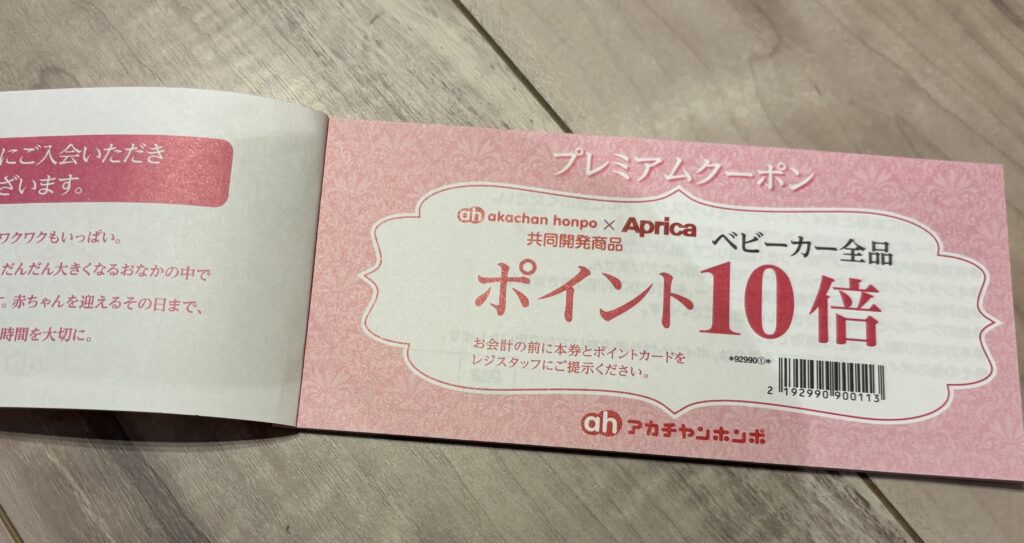 にご入会いただき
ざいます。
ワクワクもいっぱい。
だんだん大きくなるおなかの中で
す。赤ちゃんを迎えるその日まで、
時間を大切に。
プレミアムクーポン
ah akachan honpo × Aprica
共同開発商品
ベビーカー全品
ポイント10倍
お会計の前に本券とポイントカードを
レジスタッフにご提示ください。
*92990①*
2 192990 900113
ah アカチャンホンポ